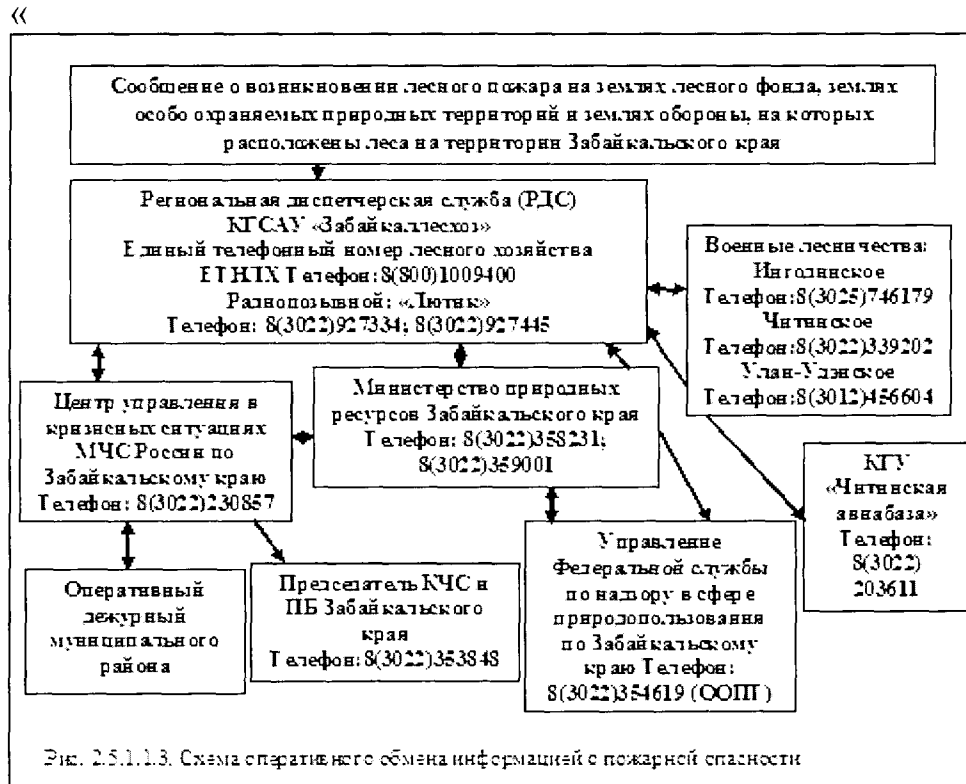 «
Сообщение о возникновении лесного пожара на землях лесного фонда, землях
особо охраняемых природных территорий и землях обороны, на которых
расположены леса на территории Забайкальского края
Региональная диспетчерская служба (РДС)
КГСАУ «Забайкаллесхоз»
Единый телефонный номер лесного хозяйства
ЕТНЛХ Телефон:8(800)1009400
Радиопозывной: «Лютик»
Телефон: 8(3022)927334; 8(3022)927445
Военные лесничества:
Ингодинское
Телефон:8(3025)746179
Читинское
Телефон:8(3022)339202
Улан-Удэнское
Телефон:8(3012)456604
Центр управления в
кризисных ситуациях
МЧС России по
Забайкальскому краю
Телефон: 8(3022)230857
Министерство природных
ресурсов Забайкальского края
Телефон: 8(3022)358231;
8(3022)359001
КГУ
«Читинская
авиабаза»
Телефон:
8(3022)
203611
Оперативный
дежурный
муниципального
района
Председатель КЧС и
ПБ Забайкальского
края
Телефон:8(3022)353848
Управление
Федеральной службы
по надзору в сфере
природопользования
по Забайкальскому
краю Телефон:
8(3022)354619 (ООПТ)
Рис. 2.5.1.1.3. Схема оперативного обмена информацией о пожарной опасности